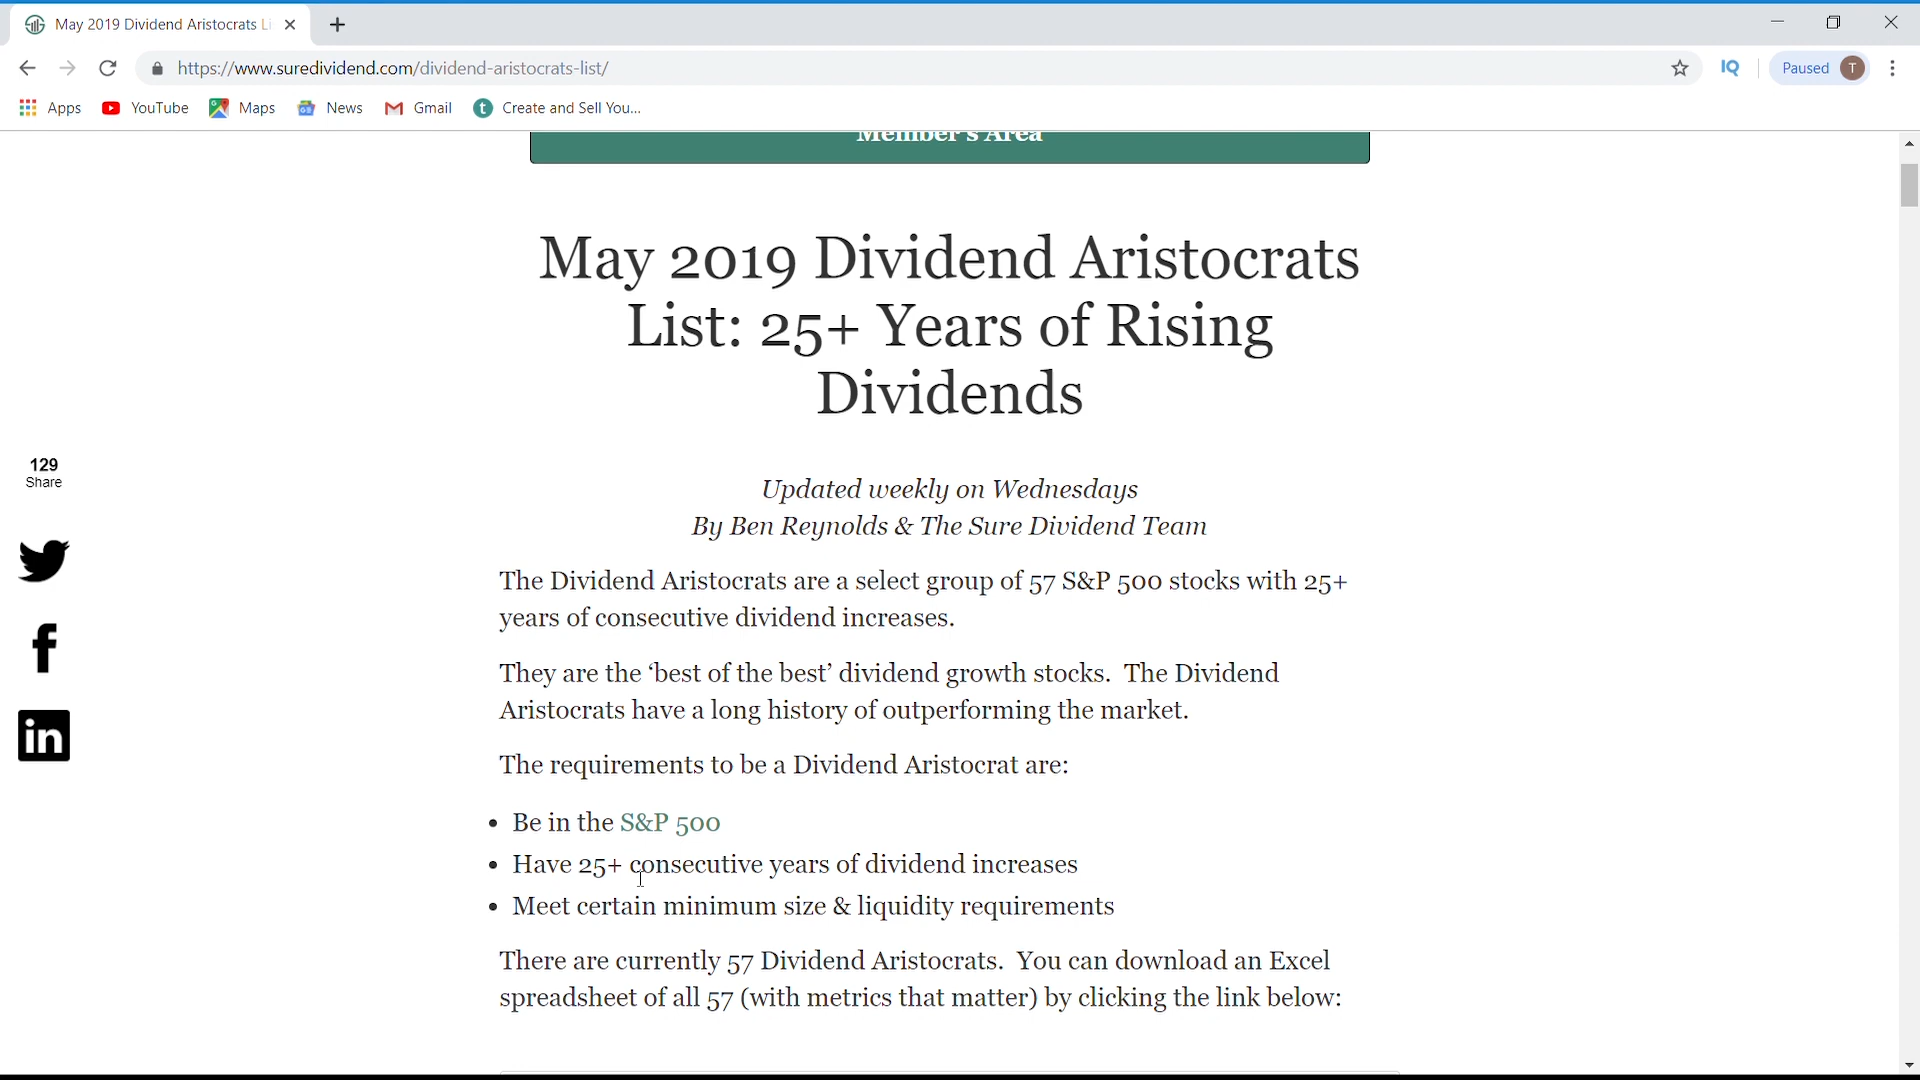 May 2019 Dividend Aristocrats Li
https://www.suredividend.com/dividend-aristocrats-list/
IQ
Paused
T
Apps
YouTube
Maps
News
Gmail
t
Create and Sell You...
Member's Area
May 2019 Dividend Aristocrats
List: 25+ Years of Rising
Dividends
Updated weekly on Wednesdays
By Ben Reynolds & The Sure Dividend Team
129
Share
The Dividend Aristocrats are a select group of 57 S&P 500 stocks with 25+
years of consecutive dividend increases.
They are the ‘best of the best’ dividend growth stocks.  The Dividend
Aristocrats have a long history of outperforming the market.
The requirements to be a Dividend Aristocrat are:
• Be in the S&P 500
• Have 25+ consecutive years of dividend increases
• Meet certain minimum size & liquidity requirements
There are currently 57 Dividend Aristocrats.  You can download an Excel
spreadsheet of all 57 (with metrics that matter) by clicking the link below:
f
in